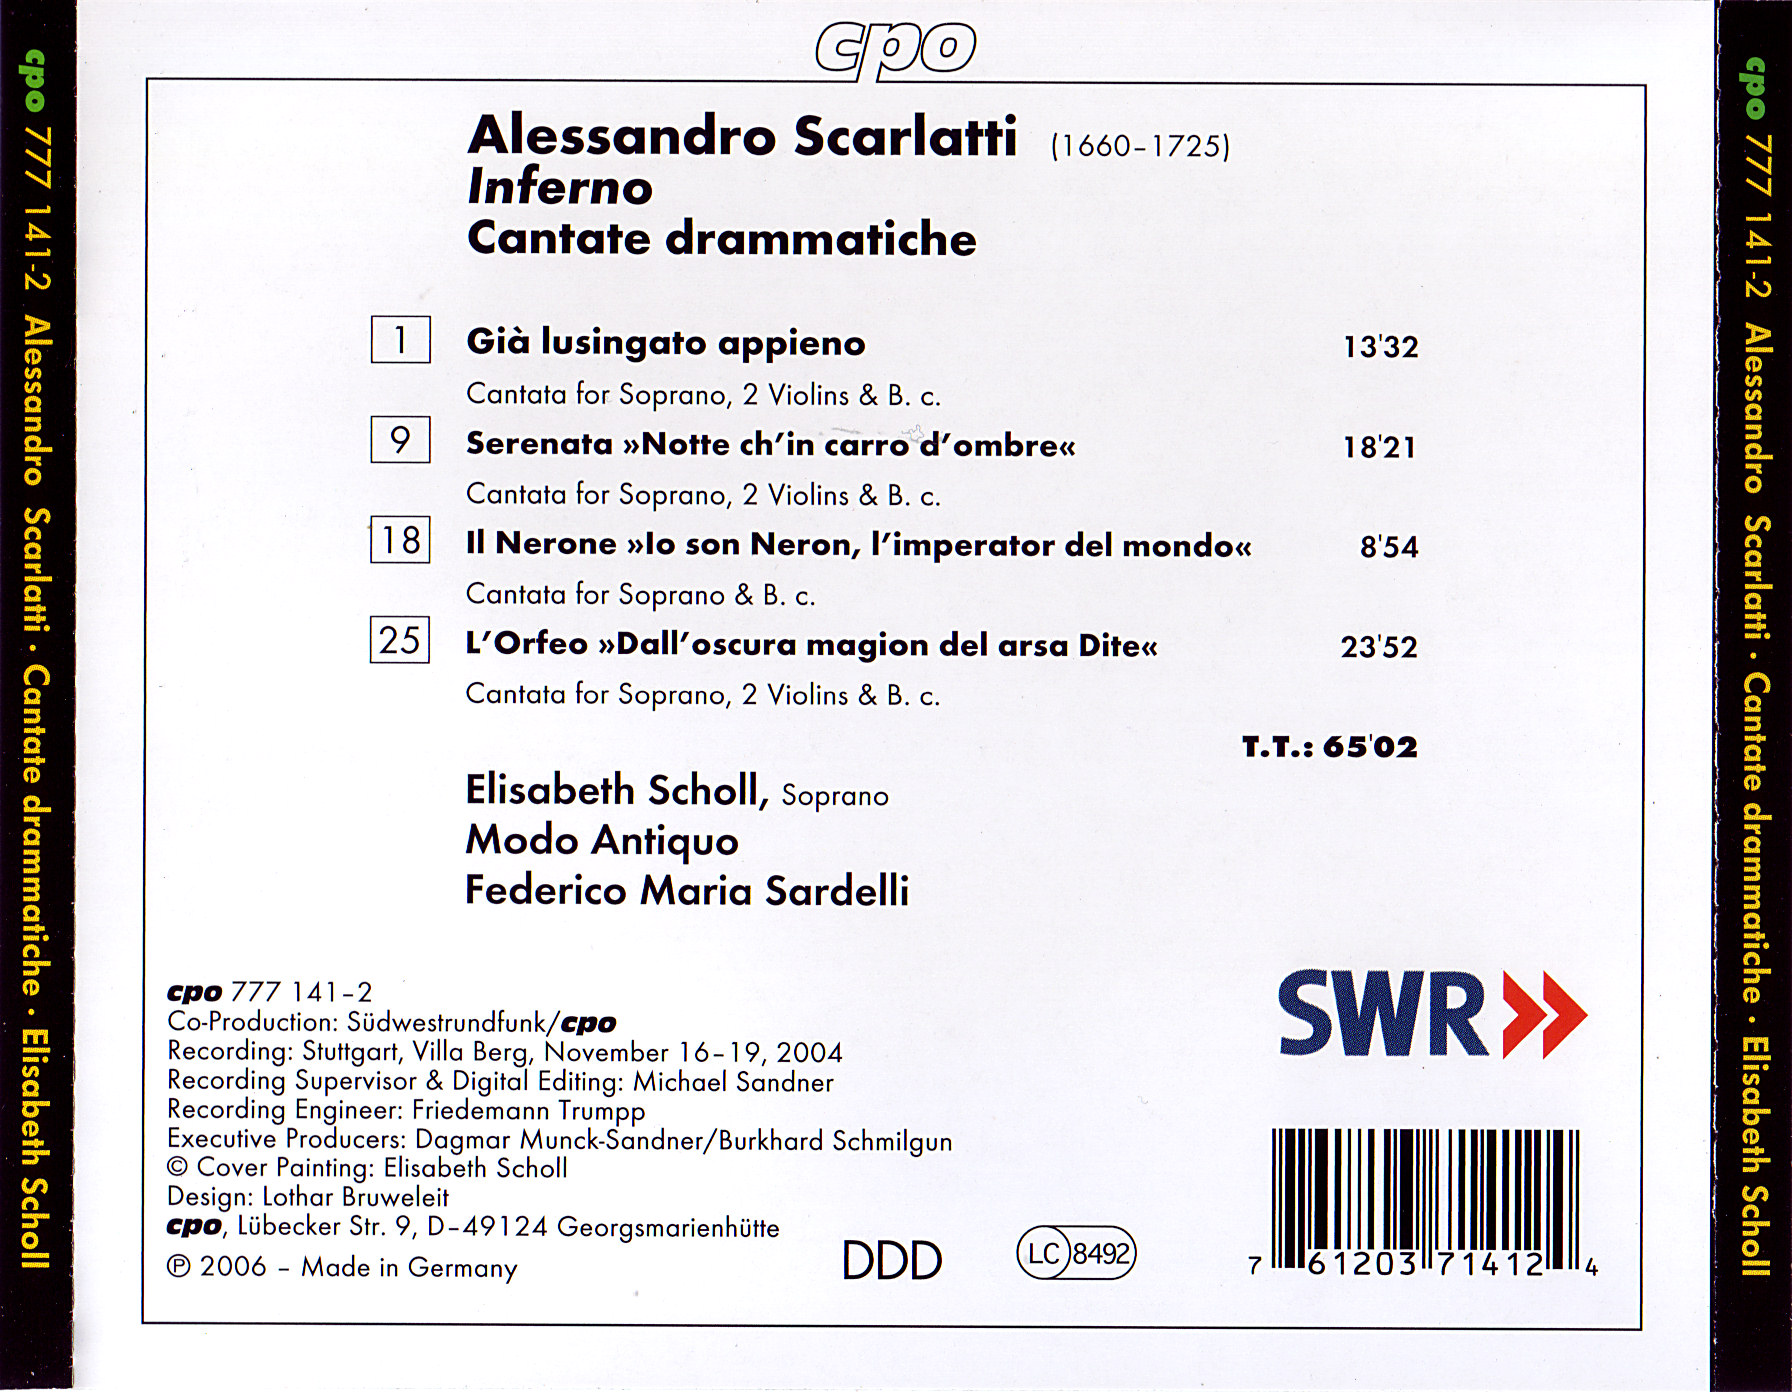 cpo
Alessandro Scarlatti (1660-1725)
Inferno
Cantate drammatiche
1 Già lusingato appieno 13'32
Cantata for Soprano, 2 Violins & B. c.
9 Serenata »Notte ch'in carro d'ombre« 18'21
Cantata for Soprano, 2 Violins & B. c.
18 Il Nerone »Io son Neron, l'imperator del mondo« 8'54
Cantata for Soprano & B. c.
25 L'Orfeo »Dall'oscura magion del arsa Dite« 23'52
Cantata for Soprano, 2 Violins & B. c.
T.T.: 65'02
Elisabeth Scholl, Soprano
Modo Antiquo
Federico Maria Sardelli
cpo 777 141-2
Co-Production: Südwestrundfunk/cpo
Recording: Stuttgart, Villa Berg, November 16-19, 2004
Recording Supervisor & Digital Editing: Michael Sandner
Recording Engineer: Friedemann Trumpp
Executive Producers: Dagmar Munck-Sandner/Burkhard Schmilgun
© Cover Painting: Elisabeth Scholl
Design: Lothar Bruweleit
cpo, Lübecker Str. 9, D-49124 Georgsmarienhütte
℗ 2006 - Made in Germany
DDD
LC 8492
SWR
7 61203 71412 4
cpo 777 141-2 Alessandro Scarlatti · Cantate drammatiche · Elisabeth Scholl
cpo 777 141-2 Alessandro Scarlatti · Cantate drammatiche · Elisabeth Scholl